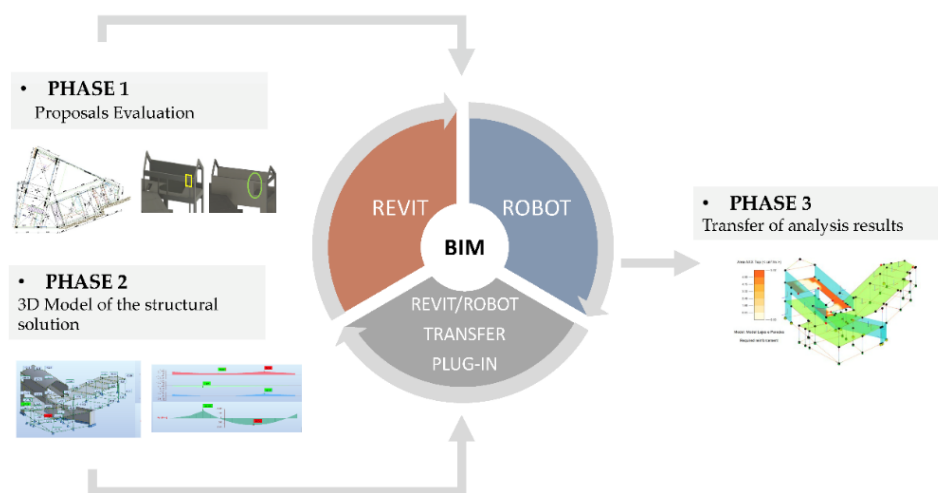 • PHASE 1
Proposals Evaluation
• PHASE 2
3D Model of the structural
solution
REVIT
ROBOT
BIM
REVIT/ROBOT
TRANSFER
PLUG-IN
• PHASE 3
Transfer of analysis results